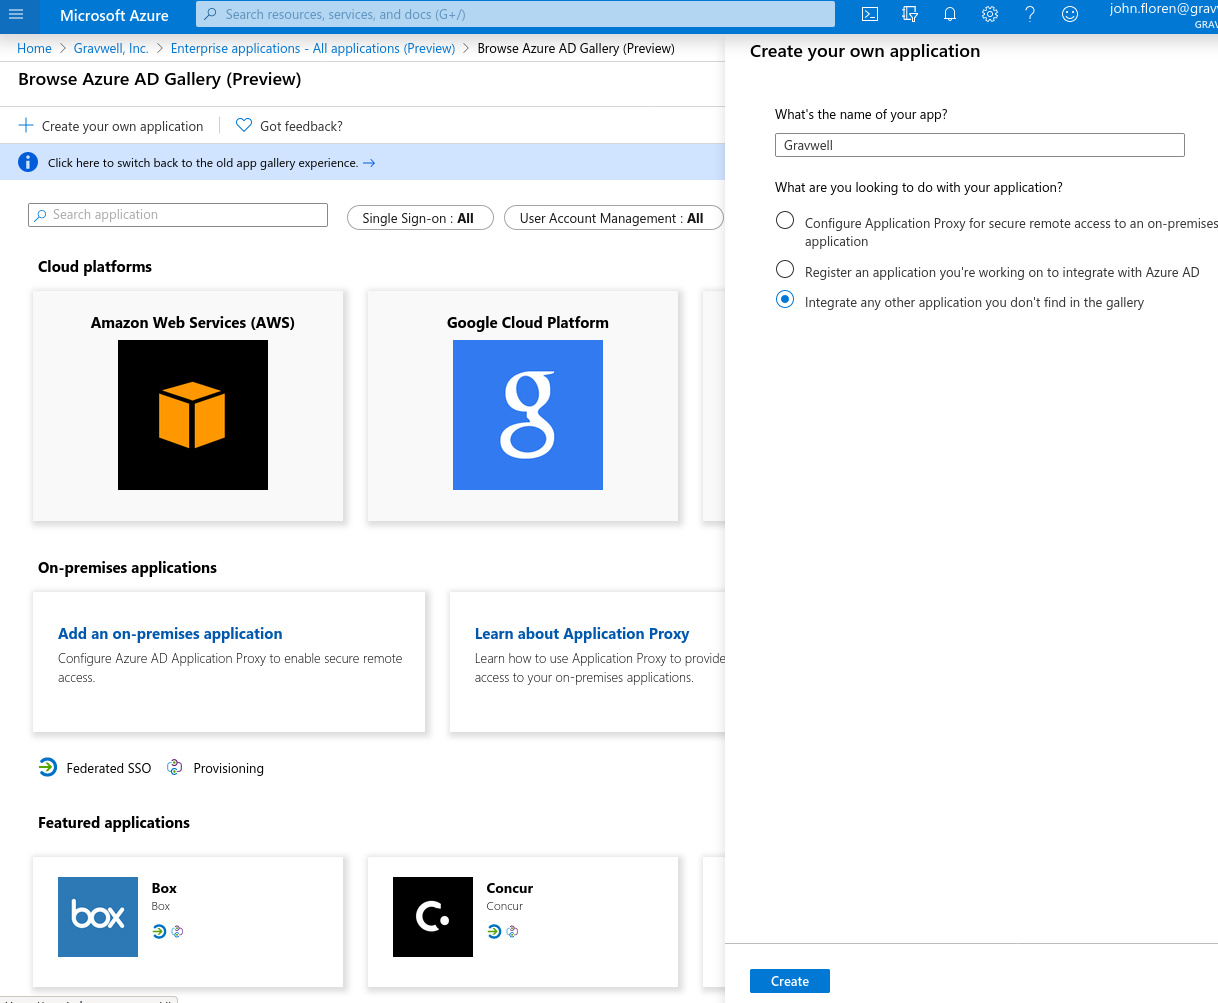 Microsoft Azure
Search resources, services, and docs (G+/)
john.floren@grav
GRAV
Home > Gravwell, Inc. > Enterprise applications - All applications (Preview) > Browse Azure AD Gallery (Preview)
Browse Azure AD Gallery (Preview)
Create your own application
Got feedback?
Click here to switch back to the old app gallery experience. →
Search application
Single Sign-on : All
User Account Management : All
Cloud platforms
Amazon Web Services (AWS)
Google Cloud Platform
g
On-premises applications
Add an on-premises application
Configure Azure AD Application Proxy to enable secure remote
access.
Learn about Application Proxy
Learn how to use Application Proxy to provide
access to your on-premises applications.
Federated SSO
Provisioning
Featured applications
box
Box
Box
C.
Concur
Concur
Create your own application
What's the name of your app?
Gravwell
What are you looking to do with your application?
Configure Application Proxy for secure remote access to an on-premises
application
Register an application you're working on to integrate with Azure AD
Integrate any other application you don't find in the gallery
Create